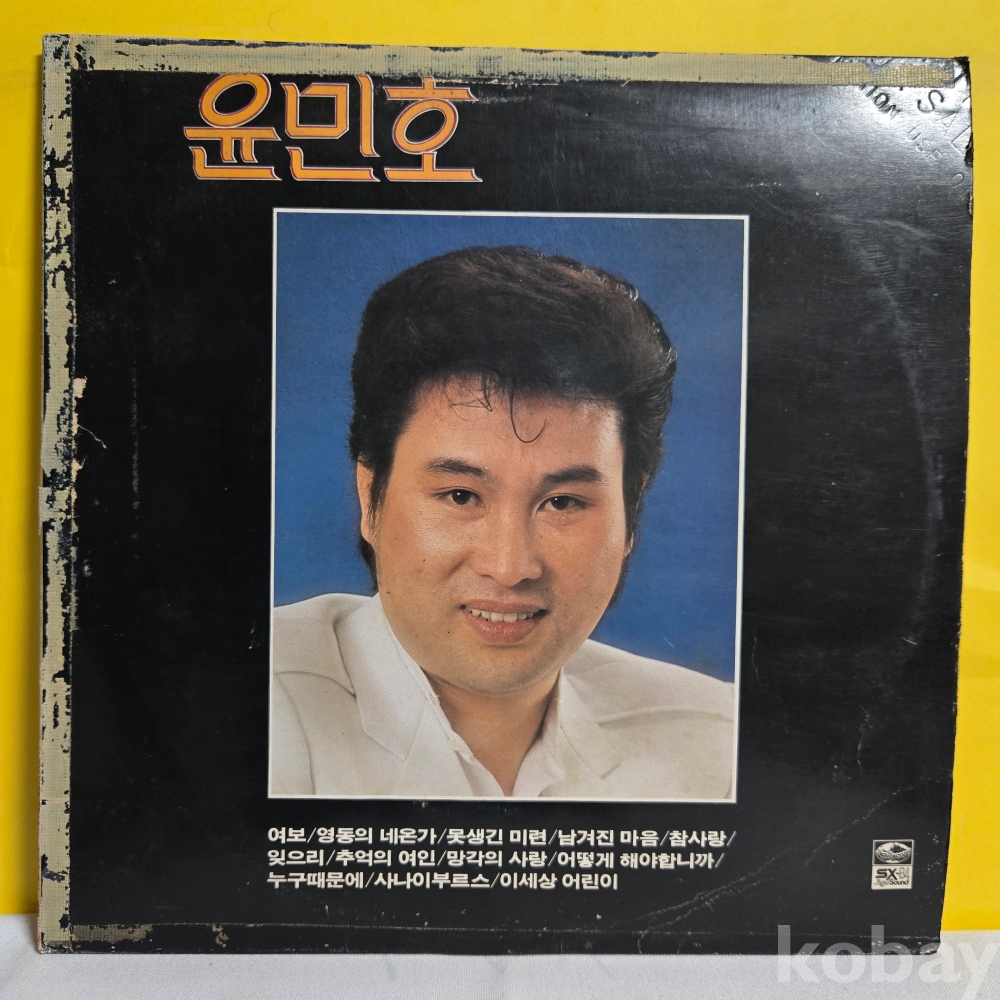 윤민호
여보/영동의 네온가/못생긴 미련/남겨진 마음/참사랑/
잊으리/추억의 여인/망각의 사랑/어떻게 해야합니까/
누구때문에/사나이부르스/이세상 어린이
SX-84
Sound
kobay